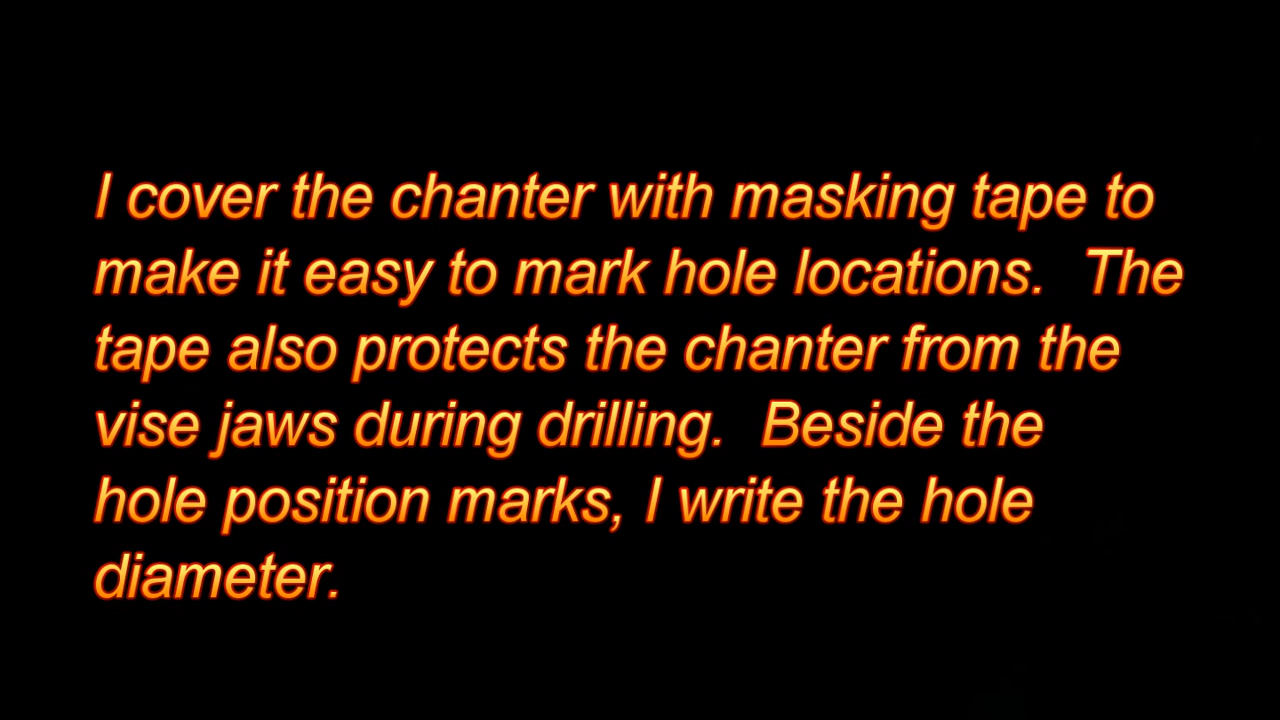 I cover the chanter with masking tape to
make it easy to mark hole locations.  The
tape also protects the chanter from the
vise jaws during drilling.  Beside the
hole position marks, I write the hole
diameter.